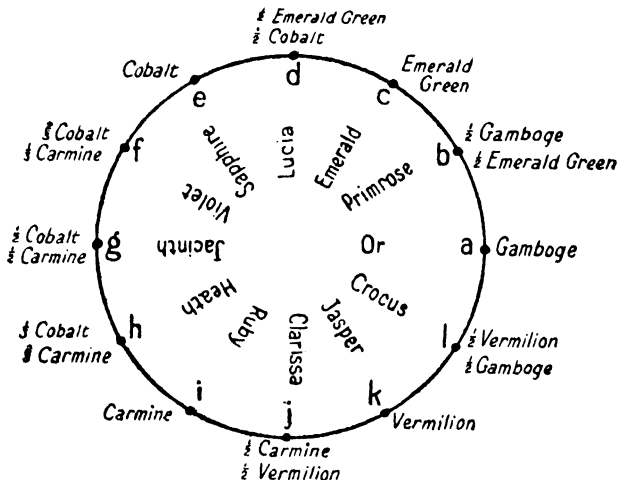 ½ Emerald Green
½ Cobalt
d
Cobalt
e
Emerald
Green
c
⅔ Cobalt
⅓ Carmine
f
½ Gamboge
½ Emerald Green
b
Sapphire
Lucia
Emerald
Violet
Primrose
½ Cobalt
½ Carmine
g
Jacinth
Or
a
Gamboge
Heath
Crocus
Ruby
Clarissa
Jasper
⅓ Cobalt
⅔ Carmine
h
½ Vermilion
½ Gamboge
l
Carmine
i
j
k
Vermilion
½ Carmine
½ Vermilion